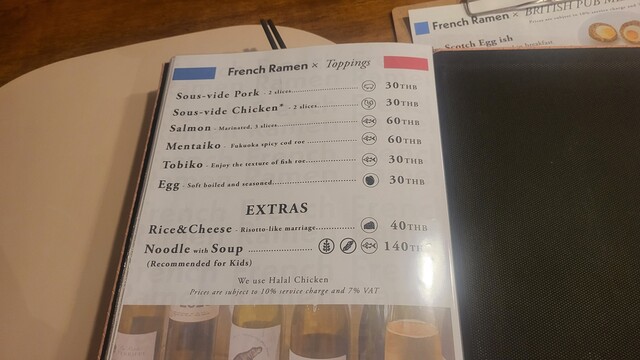 French Ramen × Toppings
Sous-vide Pork - 2 slices 30THB
Sous-vide Chicken* - 2 slices 30THB
Salmon - Marinated, 3 slices 60THB
Mentaiko - Fukuoka spicy cod roe 60THB
Tobiko - Enjoy the texture of fish roe 30THB
Egg - Soft boiled and seasoned 30THB
EXTRAS
Rice&Cheese - Risotto-like marriage 40THB
Noodle with Soup 140THB
(Recommended for Kids)
We use Halal Chicken
Prices are subject to 10% service charge and 7% VAT
French Ramen × BRITISH PUB
Scotch Egg ish